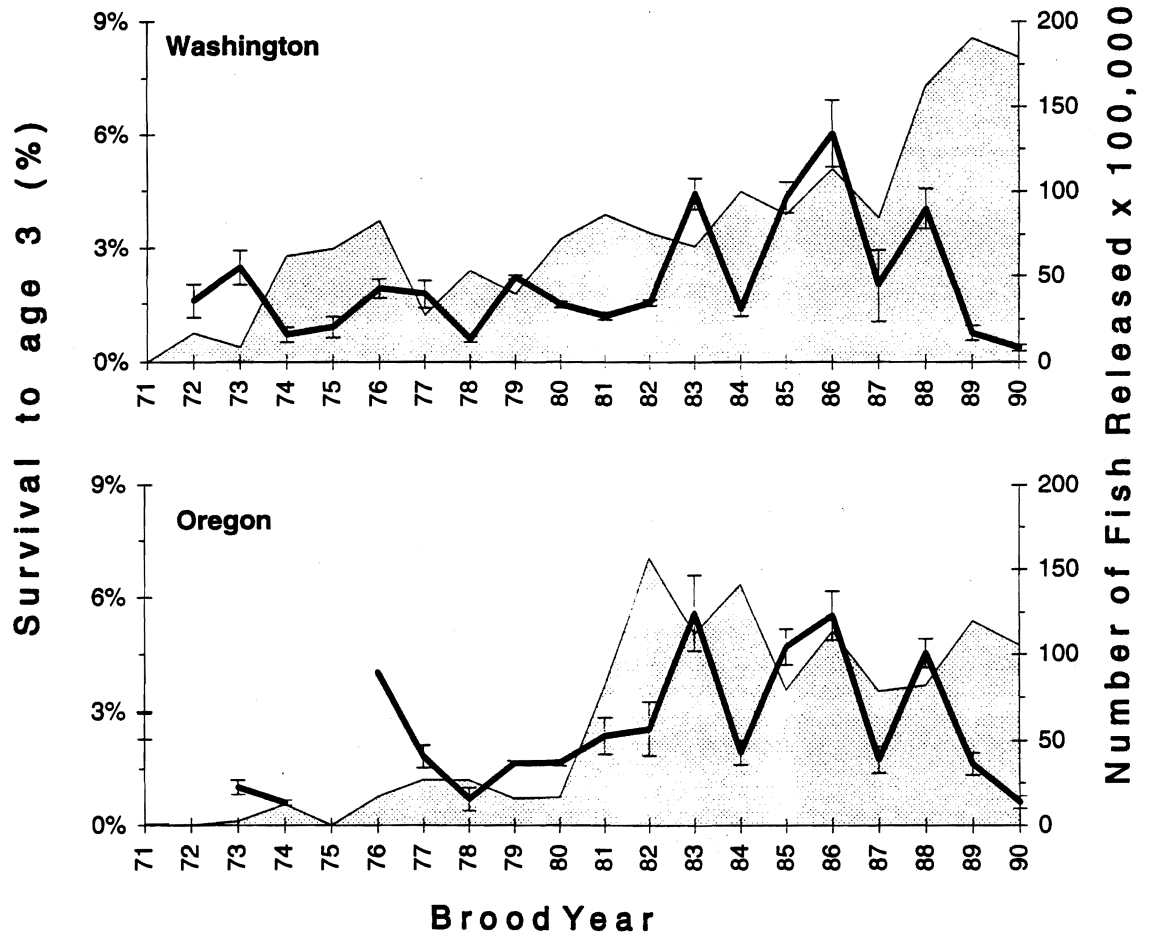 Survival to age 3 (%)
Number of Fish Released x 100,000
Washington
9%
6%
3%
0%
200
150
100
50
0
71 72 73 74 75 76 77 78 79 80 81 82 83 84 85 86 87 88 89 90
Oregon
9%
6%
3%
0%
200
150
100
50
0
71 72 73 74 75 76 77 78 79 80 81 82 83 84 85 86 87 88 89 90
Brood Year